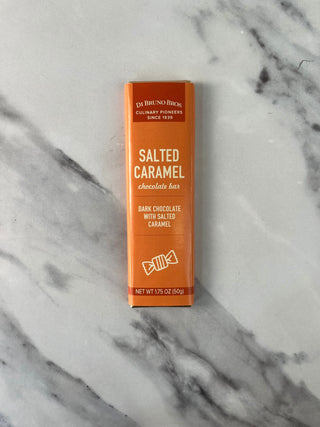 DI BRUNO BROS.
CULINARY PIONEERS
SINCE 1939
SALTED
CARAMEL
chocolate bar
DARK CHOCOLATE
WITH SALTED
CARAMEL
NET WT 1.75 OZ (50g)